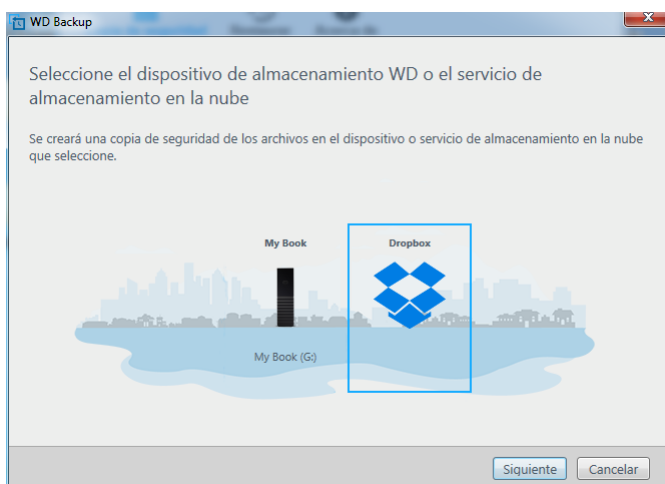 WD Backup
Seleccione el dispositivo de almacenamiento WD o el servicio de
almacenamiento en la nube
Se creará una copia de seguridad de los archivos en el dispositivo o servicio de almacenamiento en la nube
que seleccione.
My Book
Dropbox
My Book (G:)
Siguiente
Cancelar